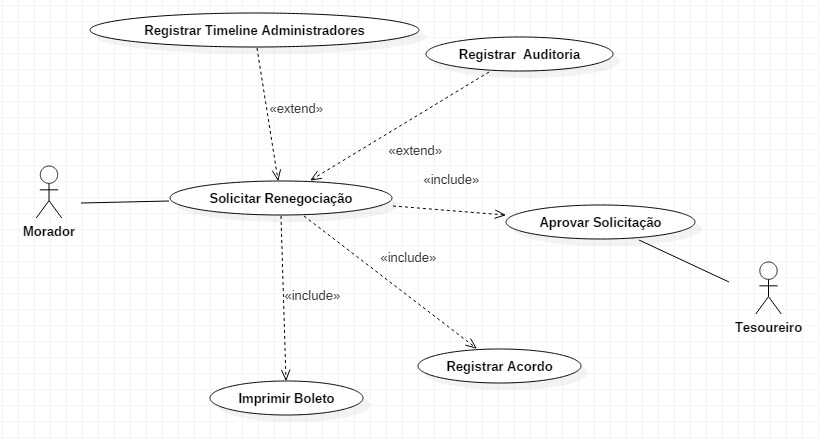 Registrar Timeline Administradores
Registrar Auditoria
«extend»
«extend»
«include»
Solicitar Renegociação
Aprovar Solicitação
Morador
«include»
«include»
Tesoureiro
Registrar Acordo
Imprimir Boleto